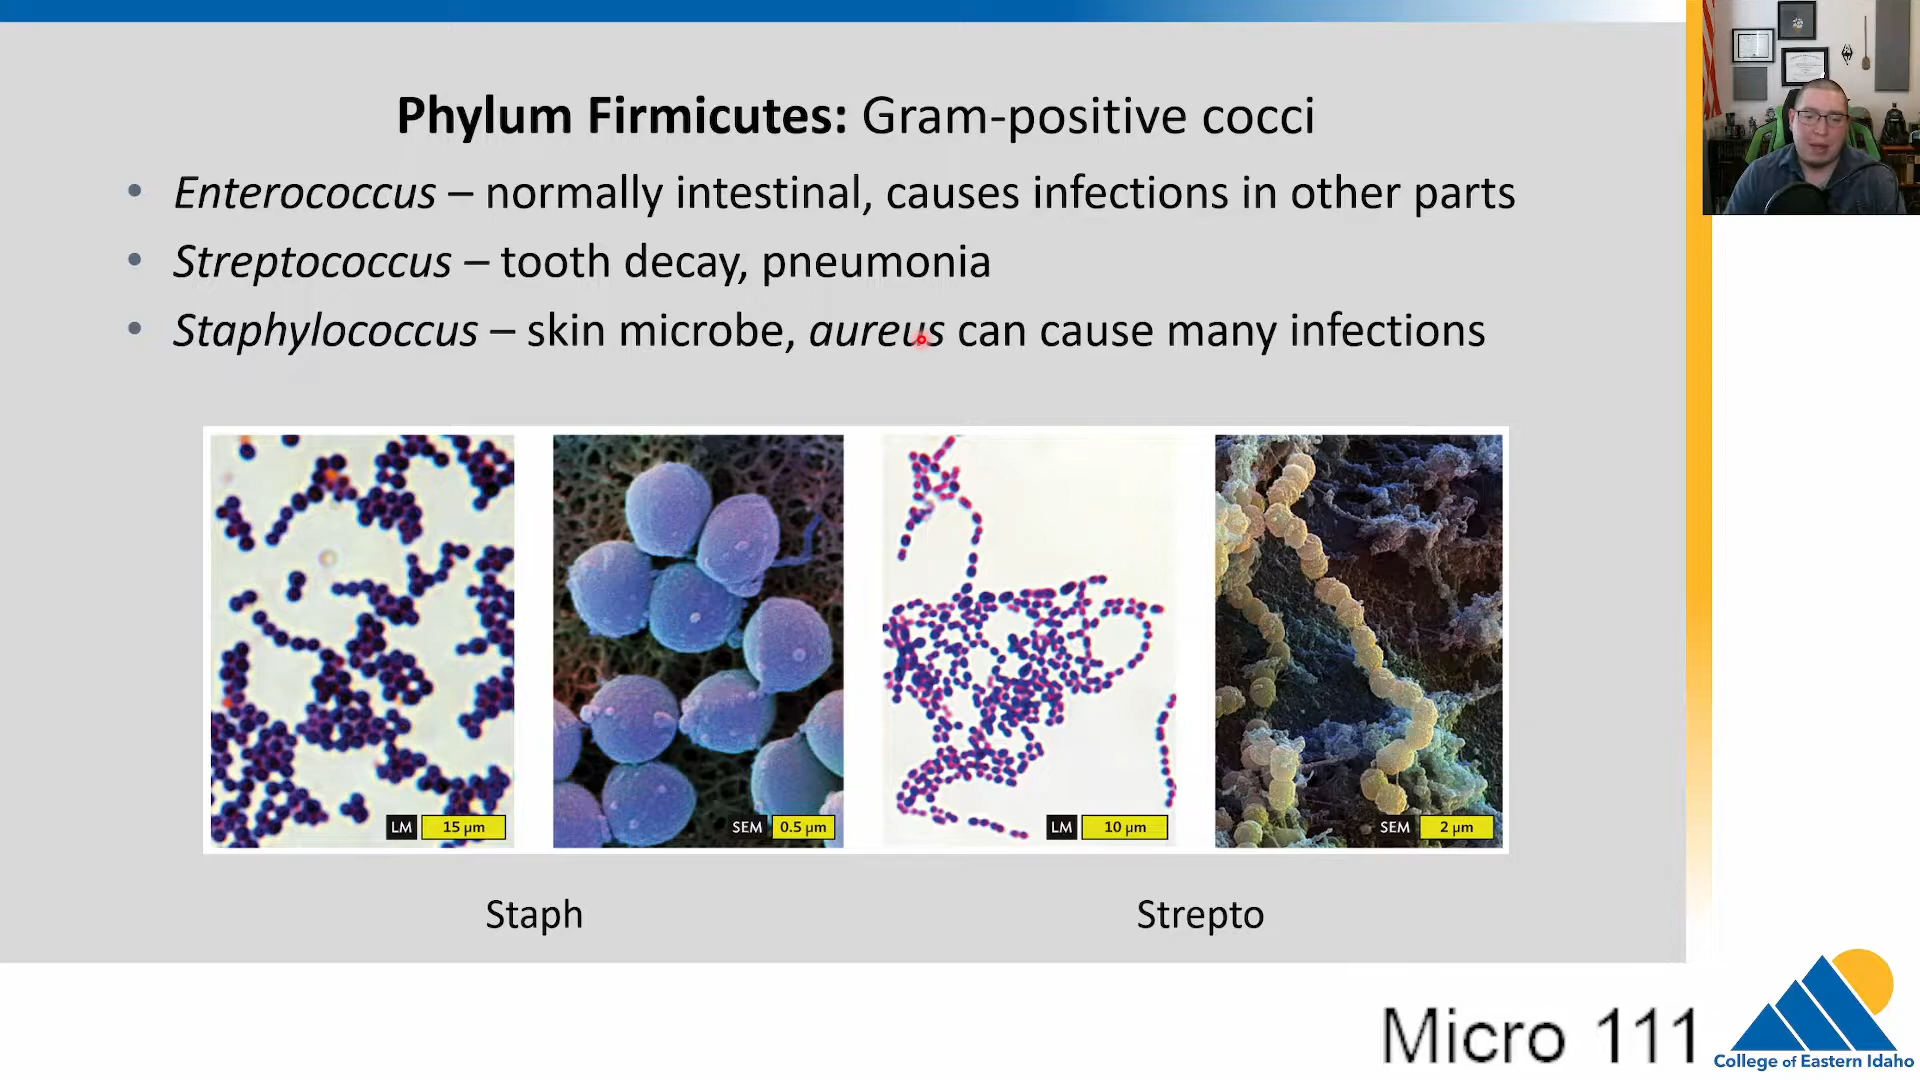 Phylum Firmicutes: Gram-positive cocci
• Enterococcus – normally intestinal, causes infections in other parts
• Streptococcus – tooth decay, pneumonia
• Staphylococcus – skin microbe, aureus can cause many infections
LM 15 µm
SEM 0.5 µm
LM 10 µm
SEM 2 µm
Staph
Strepto
Micro 111
College of Eastern Idaho